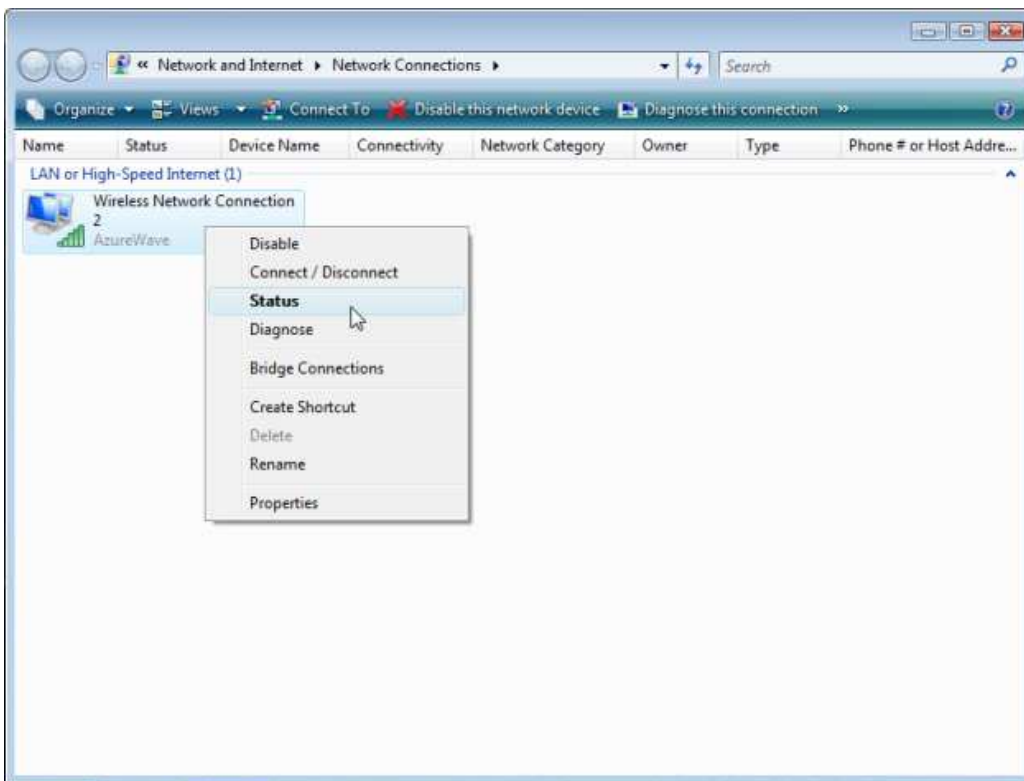 « Network and Internet Network Connections Search
Organize Views Connect To Disable this network device Diagnose this connection »
Name Status Device Name Connectivity Network Category Owner Type Phone # or Host Addre...
LAN or High-Speed Internet (1)
Wireless Network Connection
2
AzureWave
Disable
Connect / Disconnect
Status
Diagnose
Bridge Connections
Create Shortcut
Delete
Rename
Properties